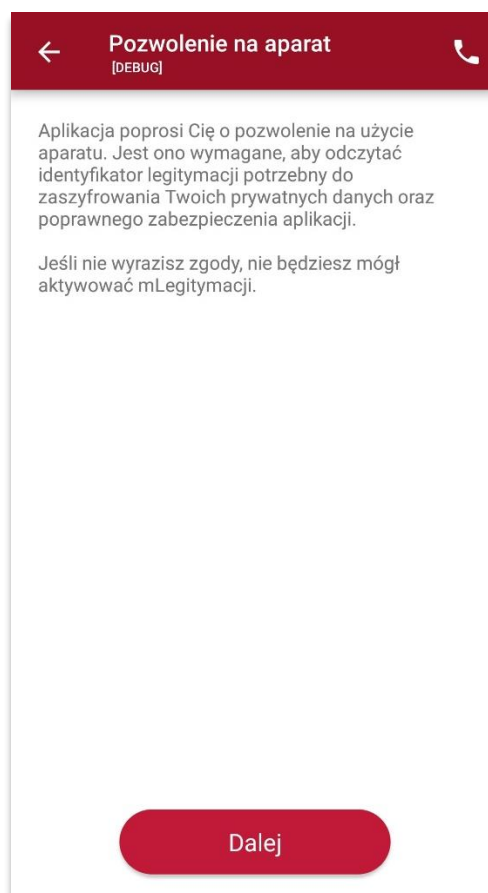 Pozwolenie na aparat
[DEBUG]
Aplikacja poprosi Cię o pozwolenie na użycie
aparatu. Jest ono wymagane, aby odczytać
identyfikator legitymacji potrzebny do
zaszyfrowania Twoich prywatnych danych oraz
poprawnego zabezpieczenia aplikacji.
Jeśli nie wyrazisz zgody, nie będziesz mógł
aktywować mLegitymacji.
Dalej